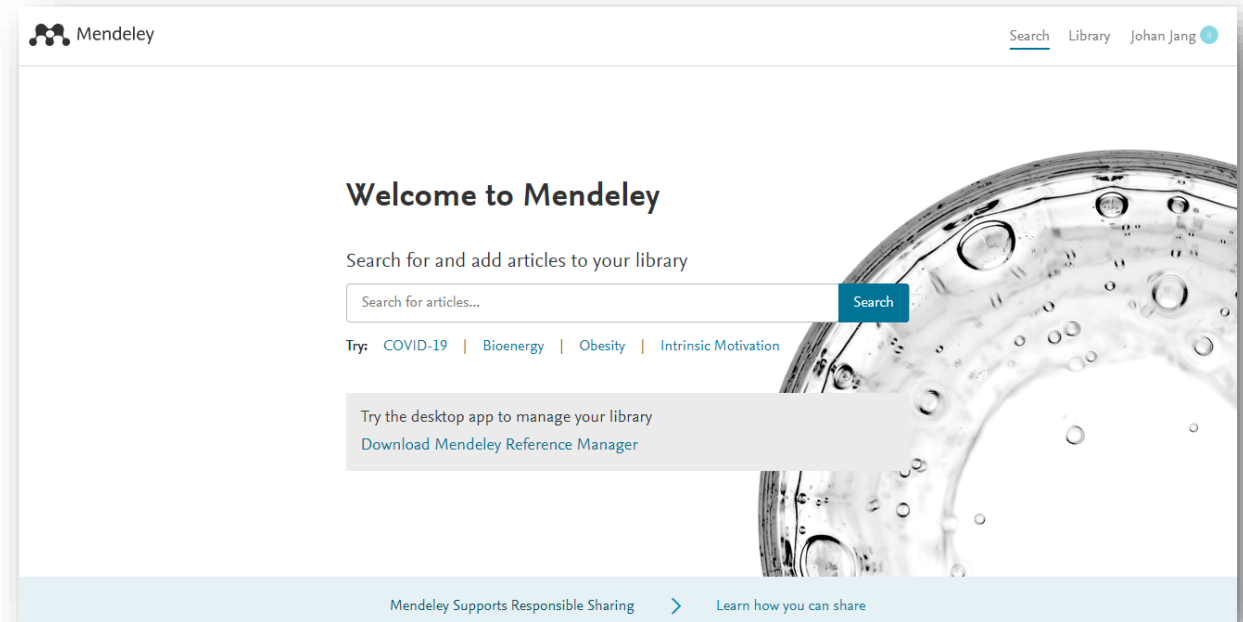 Mendeley
Search Library Johan Jang
Welcome to Mendeley
Search for and add articles to your library
Search for articles... Search
Try: COVID-19 | Bioenergy | Obesity | Intrinsic Motivation
Try the desktop app to manage your library
Download Mendeley Reference Manager
Mendeley Supports Responsible Sharing > Learn how you can share